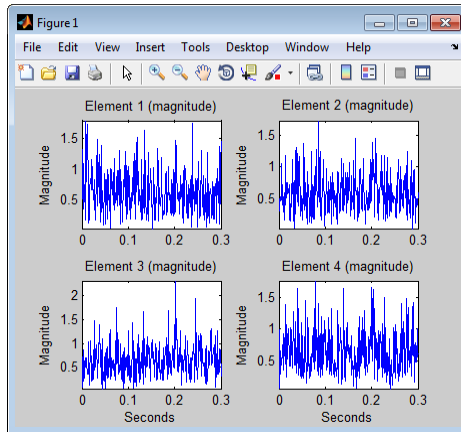 Figure 1
File Edit View Insert Tools Desktop Window Help
Element 1 (magnitude)
Magnitude
1.5
1
0.5
0 0.1 0.2 0.3
Element 2 (magnitude)
Magnitude
1.5
1
0.5
0 0.1 0.2 0.3
Element 3 (magnitude)
Magnitude
2
1.5
1
0.5
0 0.1 0.2 0.3
Seconds
Element 4 (magnitude)
Magnitude
1.5
1
0.5
0 0.1 0.2 0.3
Seconds